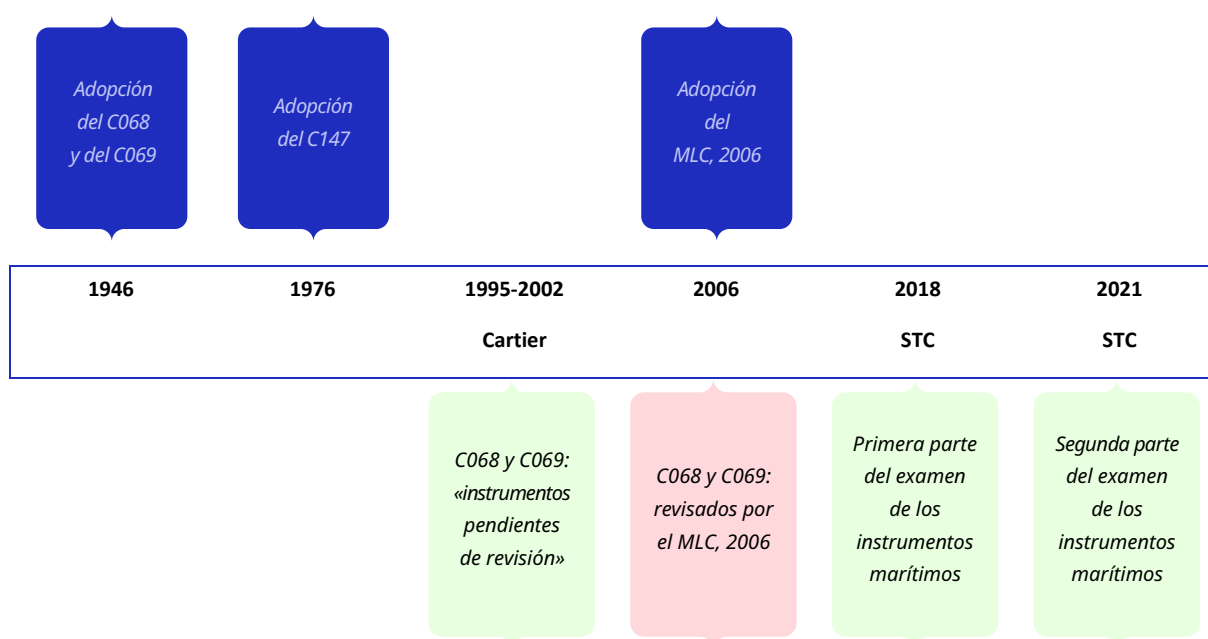 Adopción
del C068
y del C069
Adopción
del C147
Adopción
del
MLC, 2006
1946
1976
1995-2002
Cartier
2006
2018
STC
2021
STC
C068 y C069:
«instrumentos
pendientes
de revisión»
C068 y C069:
revisados por
el MLC, 2006
Primera parte
del examen
de los
instrumentos
marítimos
Segunda parte
del examen
de los
instrumentos
marítimos